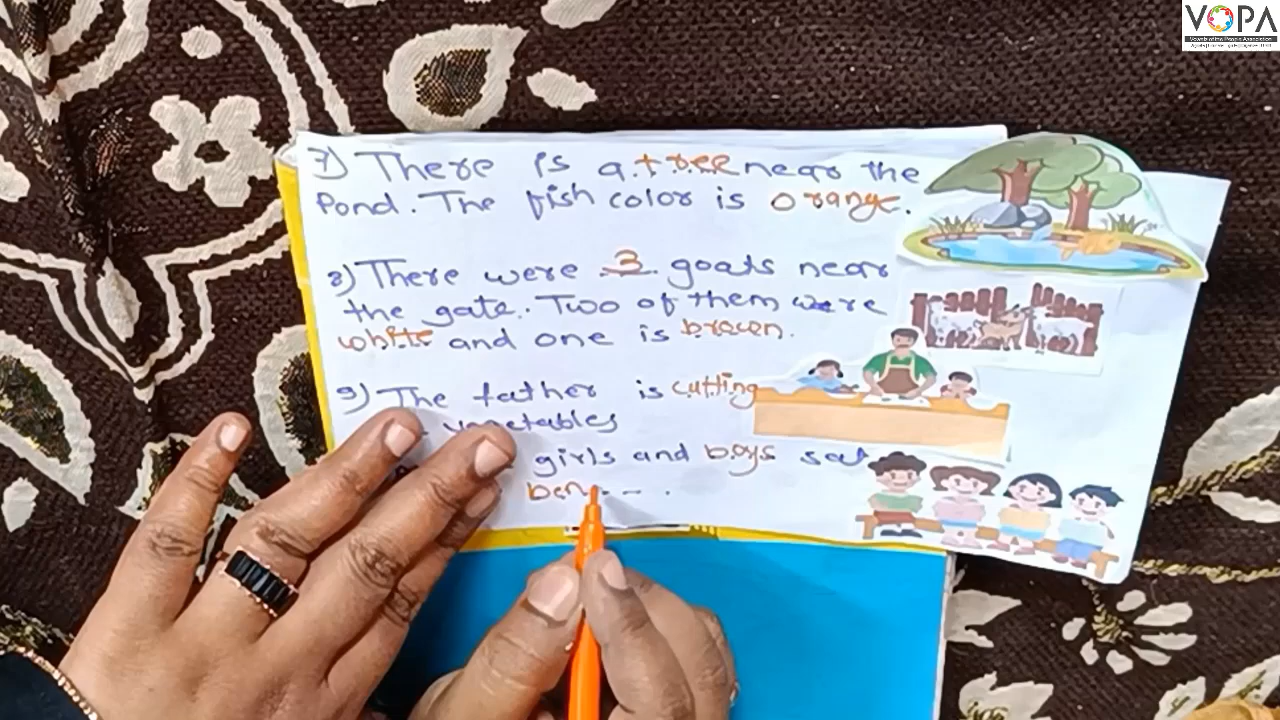 VOPA
7) There is a tree near the
Pond. The fish color is orange.
8) There were 3 goats near
the gate. Two of them were
white and one is brown.
9) The father is cutting
vegetables
girls and boys sat
ben